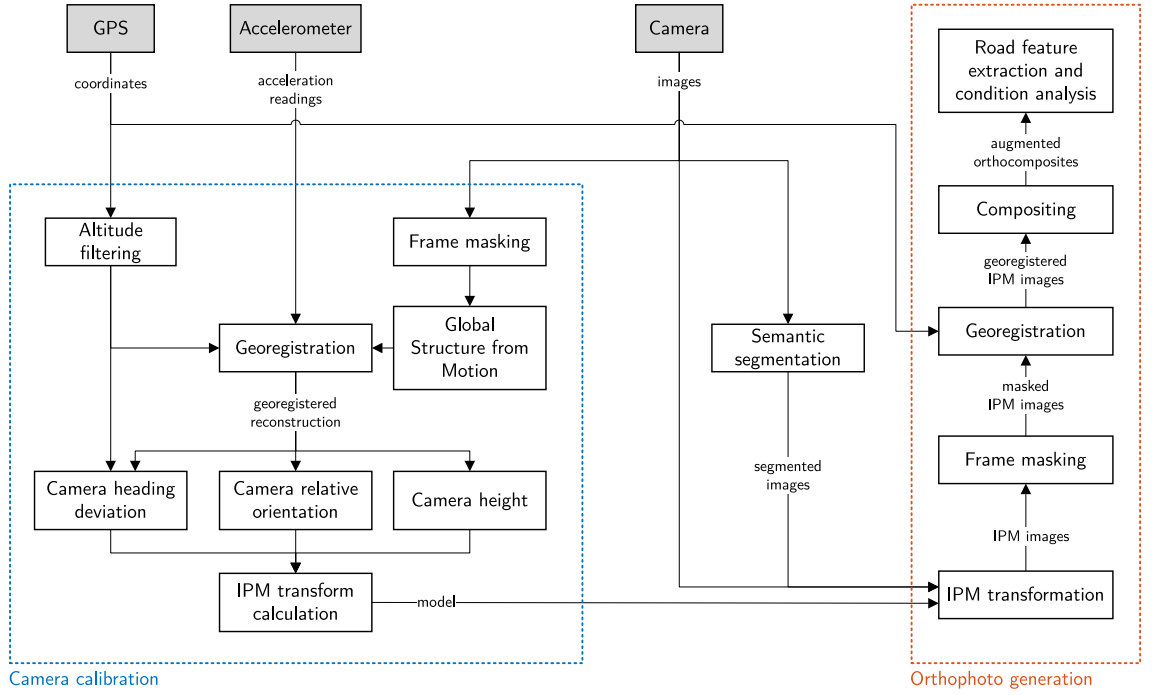 GPS
Accelerometer
Camera
coordinates
acceleration
readings
images
Altitude
filtering
Frame masking
Global
Structure from
Motion
Georegistration
georegistered
reconstruction
Camera heading
deviation
Camera relative
orientation
Camera height
IPM transform
calculation
model
Camera calibration
Semantic
segmentation
segmented
images
Road feature
extraction and
condition analysis
augmented
orthocomposites
Compositing
georegistered
IPM images
Georegistration
masked
IPM images
Frame masking
IPM images
IPM transformation
Orthophoto generation